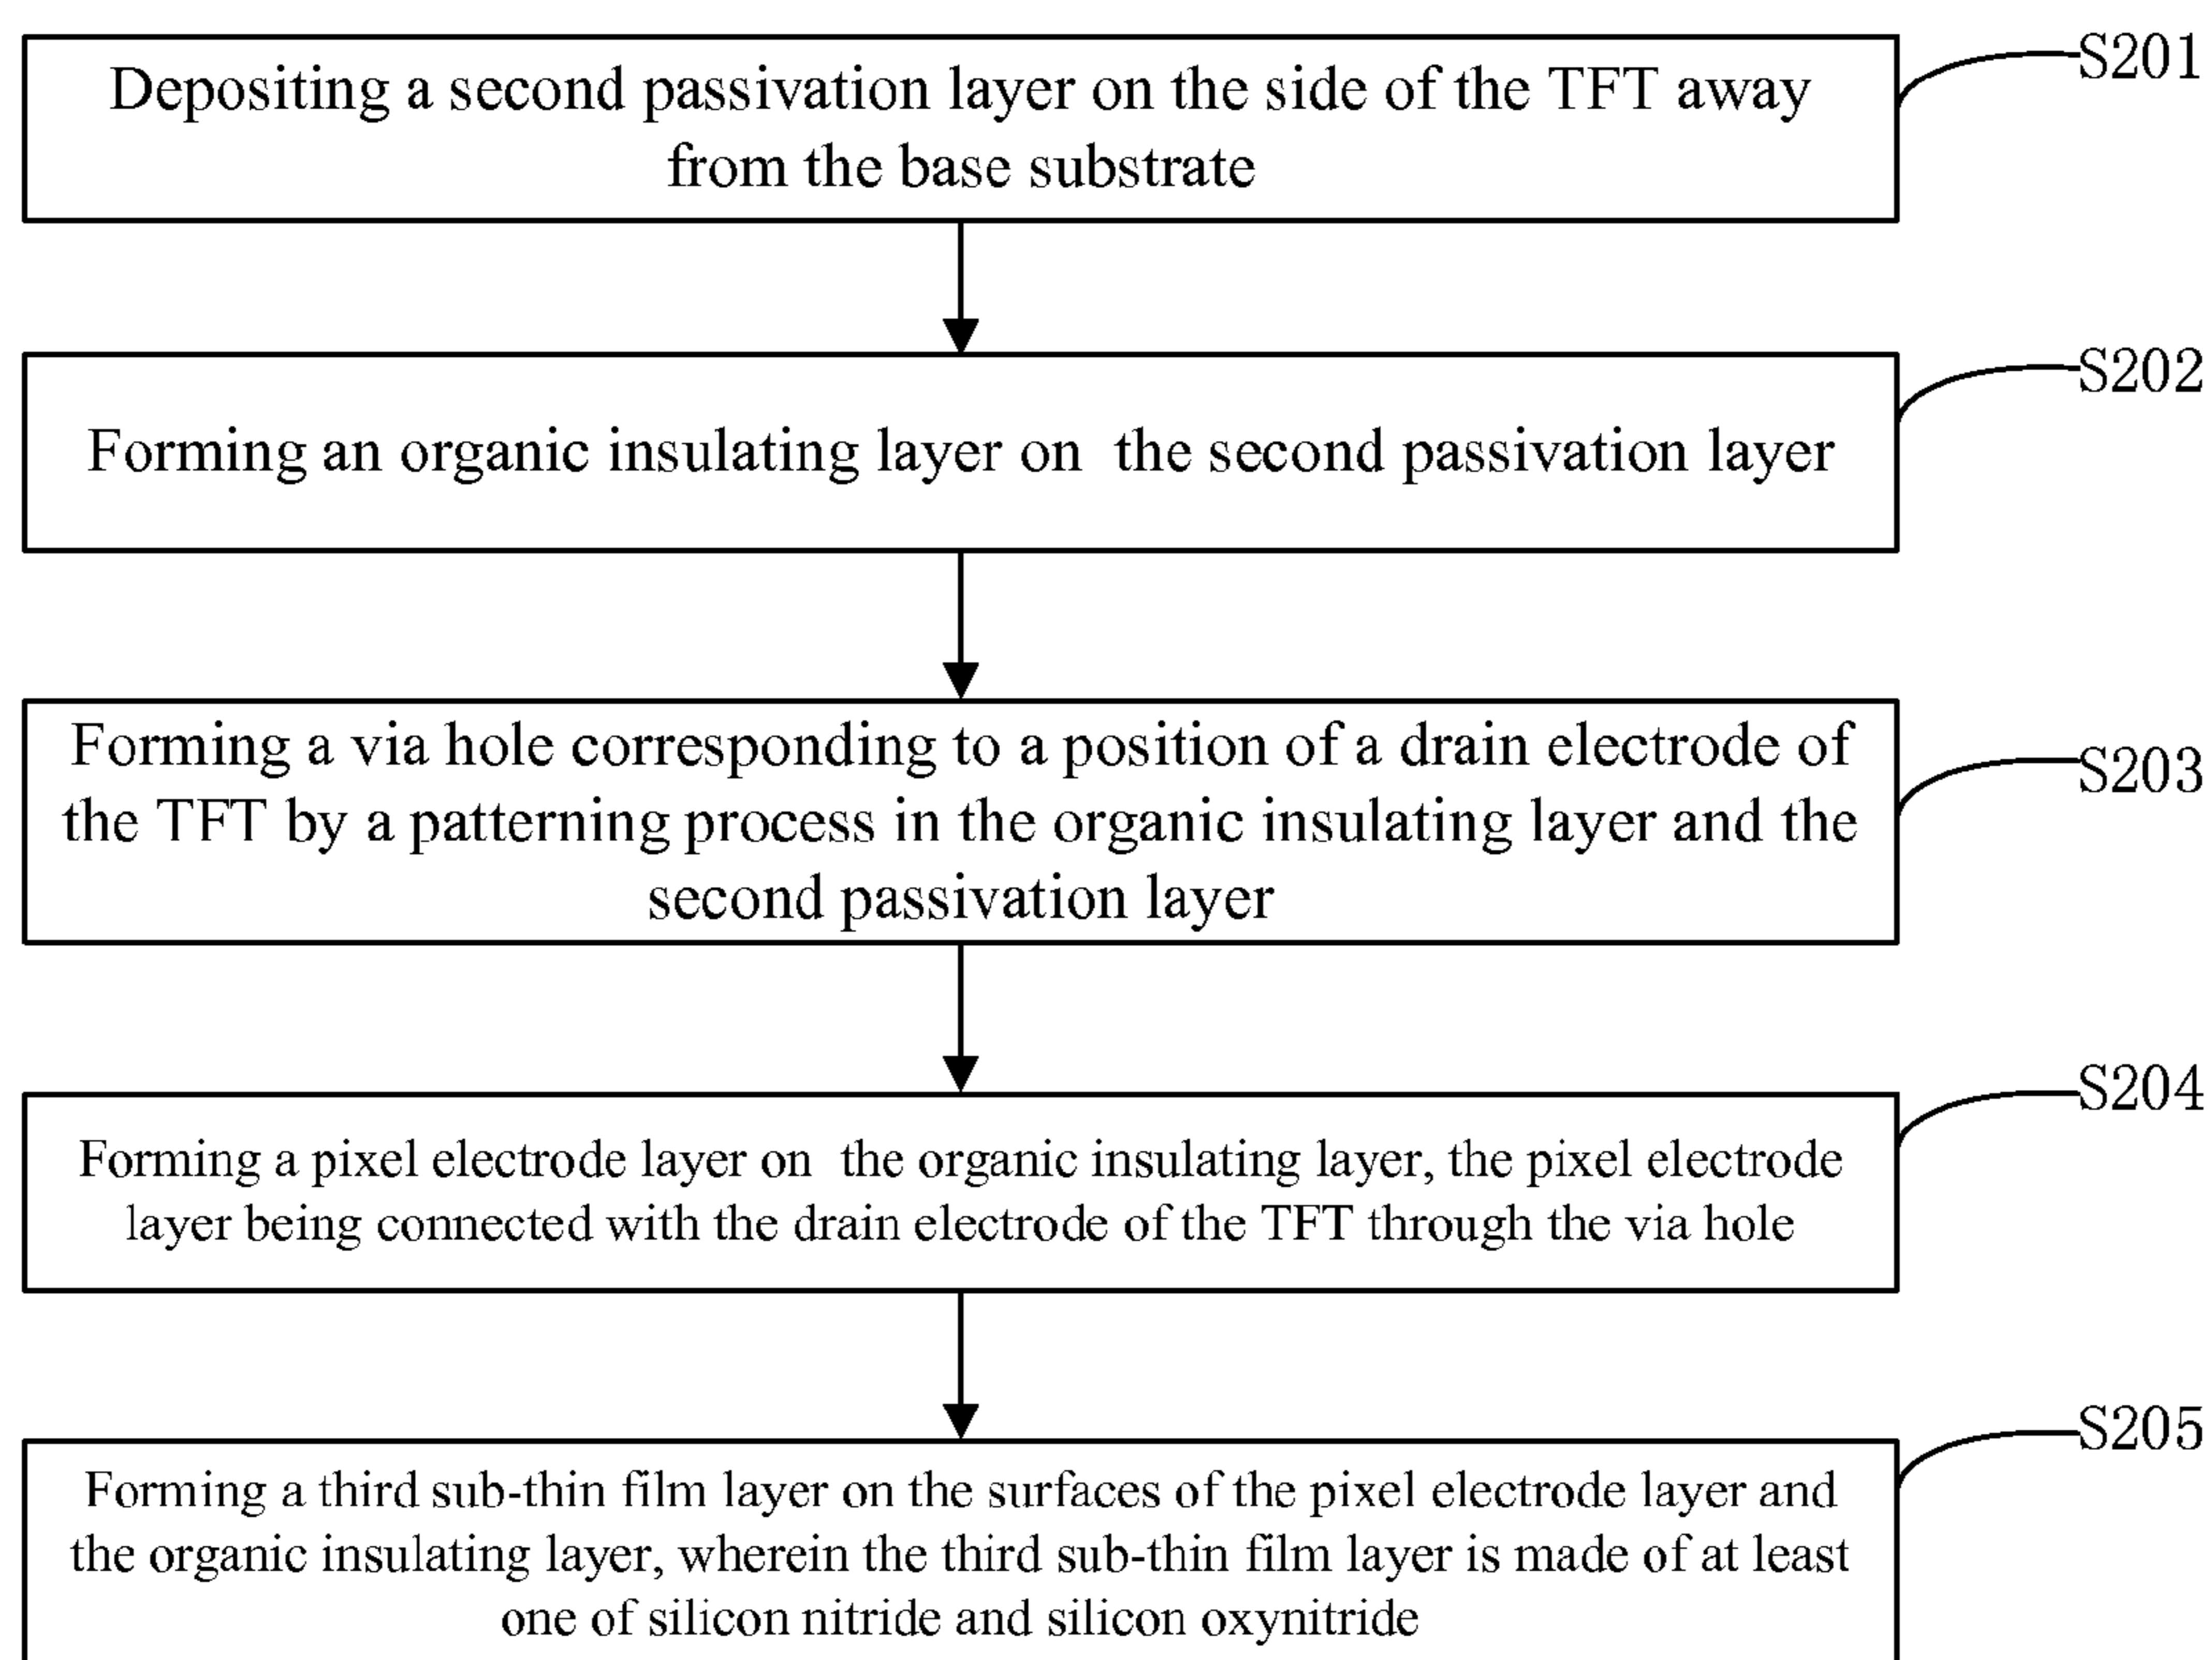 S201
Depositing a second passivation layer on the side of the TFT away
from the base substrate
S202
Forming an organic insulating layer on the second passivation layer
S203
Forming a via hole corresponding to a position of a drain electrode of
the TFT by a patterning process in the organic insulating layer and the
second passivation layer
S204
Forming a pixel electrode layer on the organic insulating layer, the pixel electrode
layer being connected with the drain electrode of the TFT through the via hole
S205
Forming a third sub-thin film layer on the surfaces of the pixel electrode layer and
the organic insulating layer, wherein the third sub-thin film layer is made of at least
one of silicon nitride and silicon oxynitride